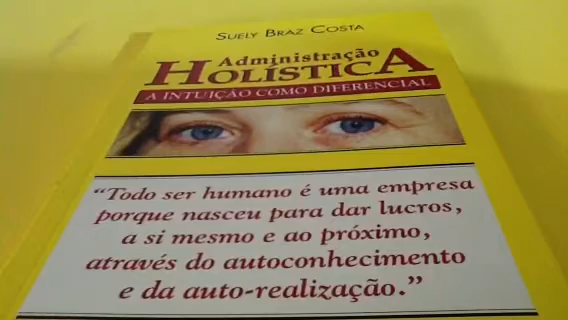 Suely Braz Costa
Administração
Holística
A INTUIÇÃO COMO DIFERENCIAL
“Todo ser humano é uma empresa
porque nasceu para dar lucros,
a si mesmo e ao próximo,
através do autoconhecimento
e da auto-realização.”